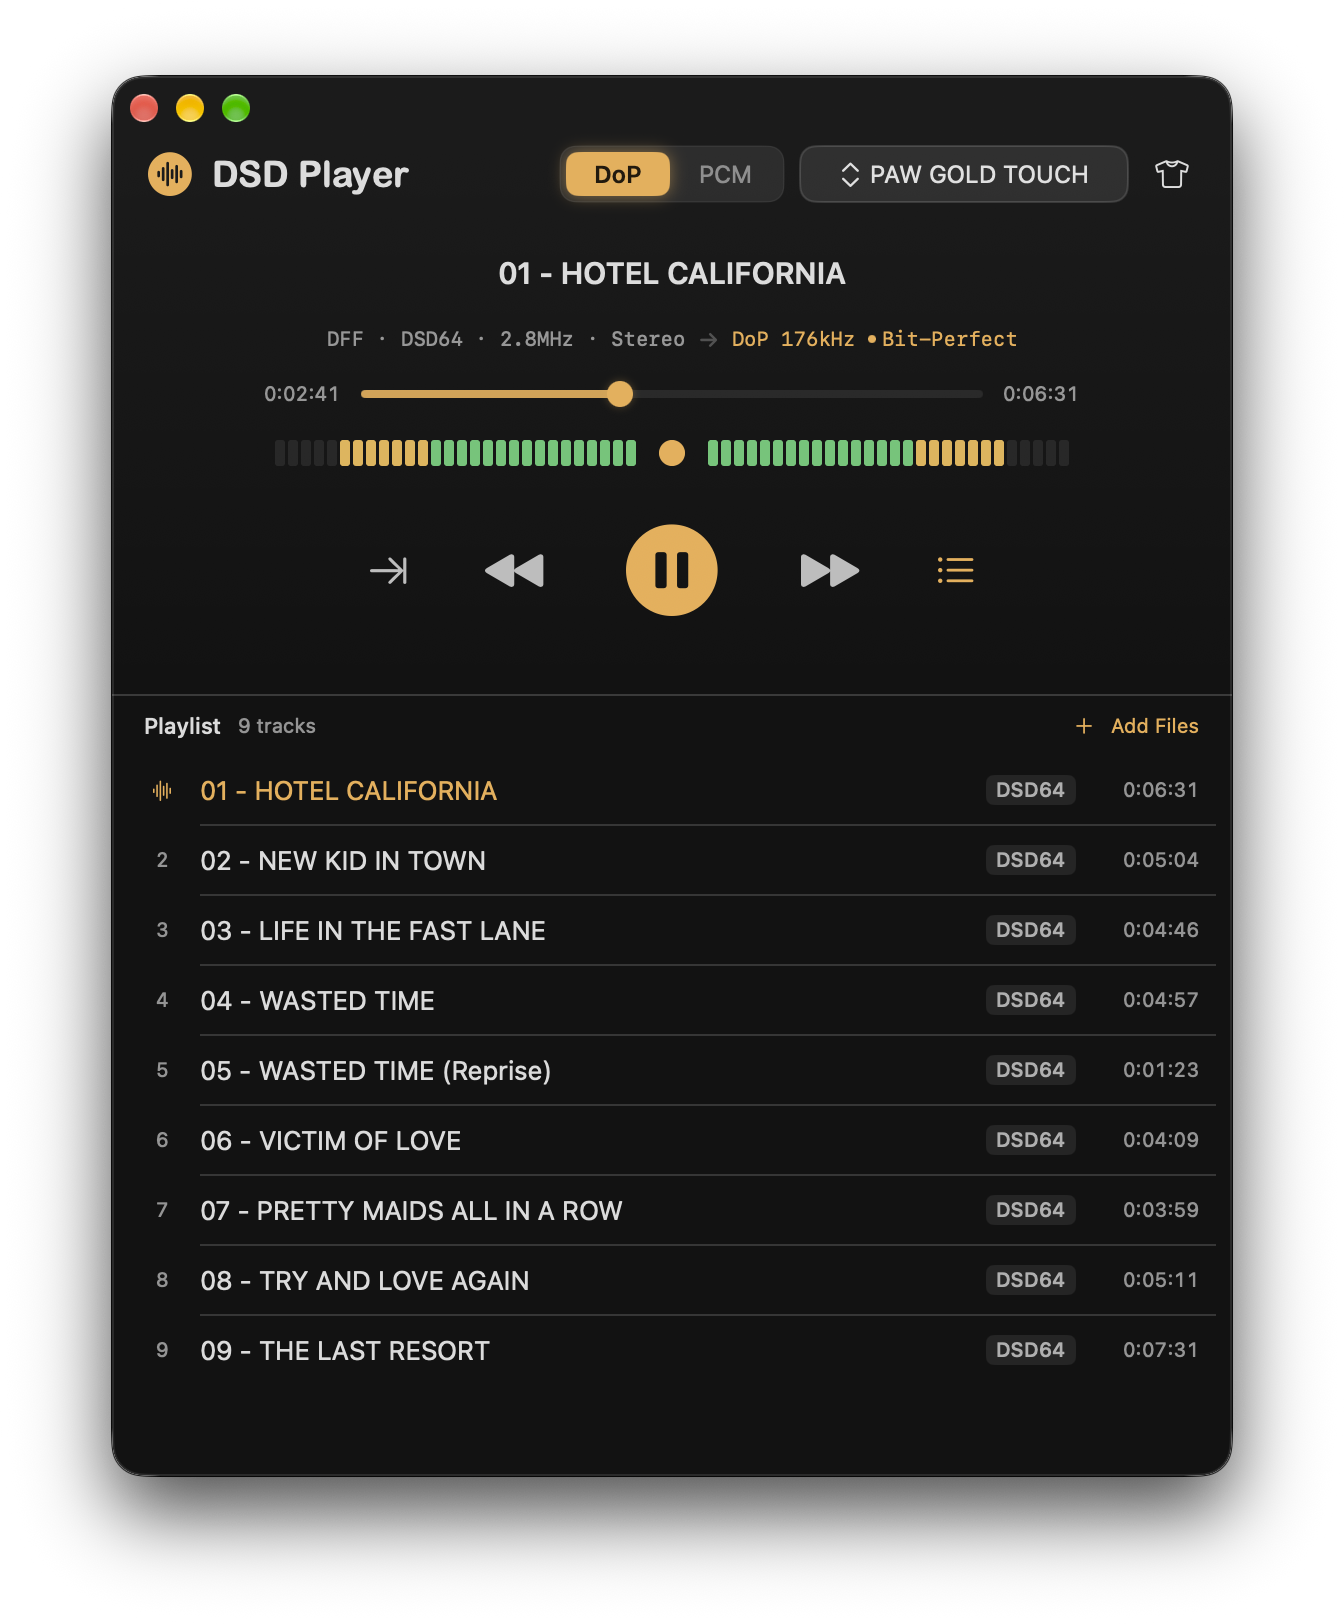 DSD Player
DoP PCM PAW GOLD TOUCH
01 - HOTEL CALIFORNIA
DFF · DSD64 · 2.8MHz · Stereo → DoP 176kHz • Bit-Perfect
0:02:41 0:06:31
Playlist 9 tracks + Add Files
01 - HOTEL CALIFORNIA DSD64 0:06:31
2 02 - NEW KID IN TOWN DSD64 0:05:04
3 03 - LIFE IN THE FAST LANE DSD64 0:04:46
4 04 - WASTED TIME DSD64 0:04:57
5 05 - WASTED TIME (Reprise) DSD64 0:01:23
6 06 - VICTIM OF LOVE DSD64 0:04:09
7 07 - PRETTY MAIDS ALL IN A ROW DSD64 0:03:59
8 08 - TRY AND LOVE AGAIN DSD64 0:05:11
9 09 - THE LAST RESORT DSD64 0:07:31